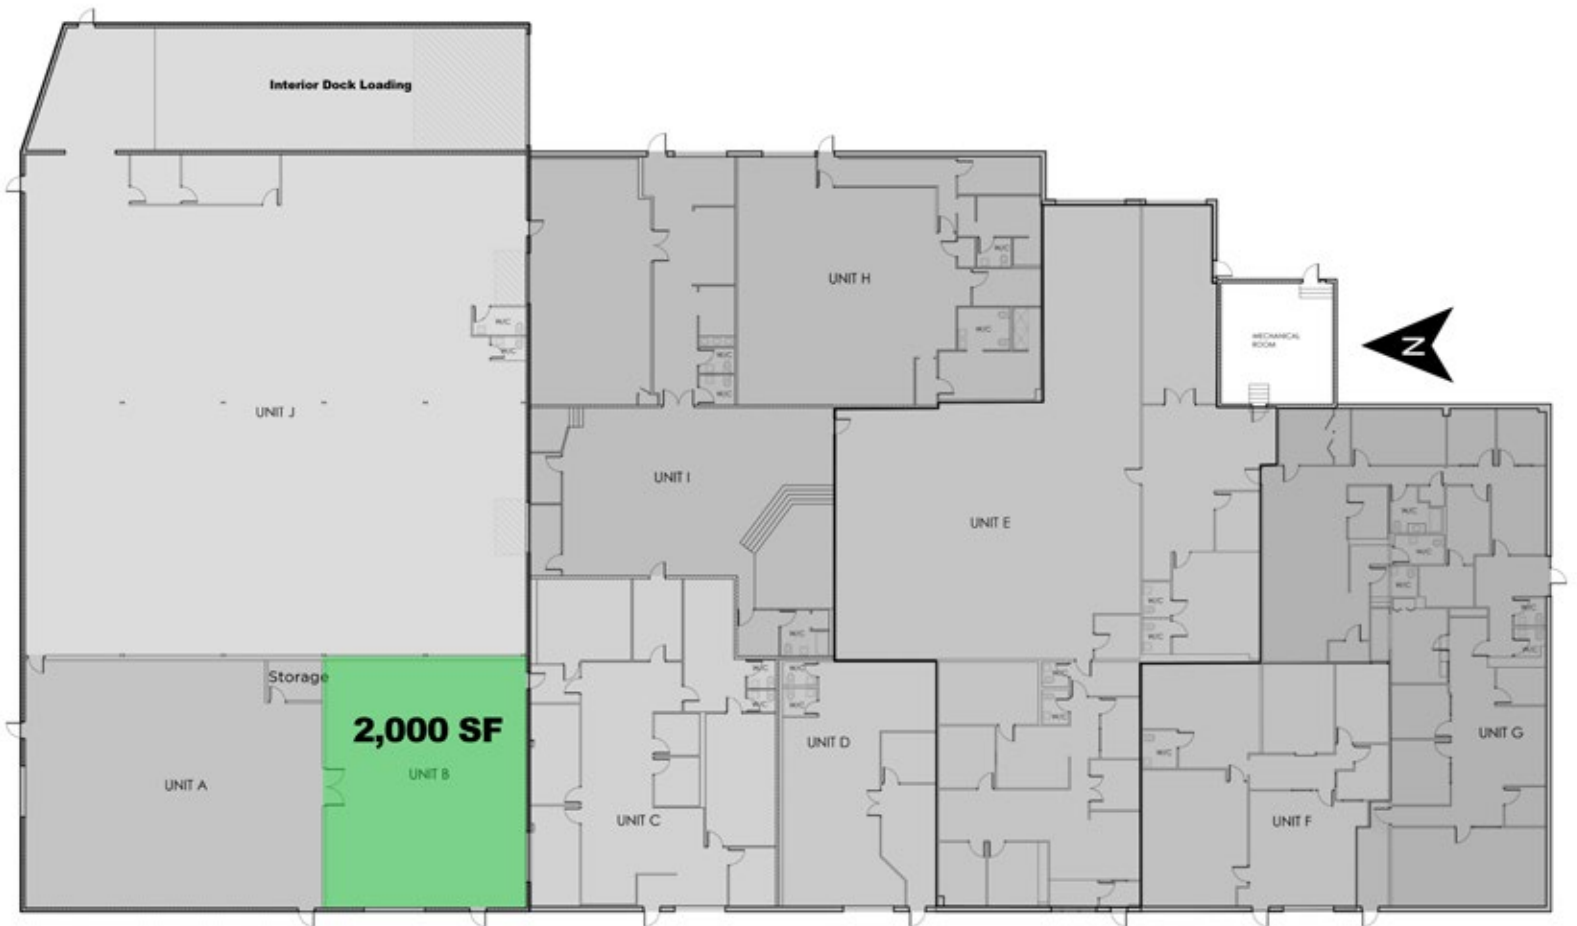 Interior Dock Loading
UNIT H
W/C
W/C
W/C
W/C
MECHANICAL
ROOM
N
W/C
W/C
UNIT J
UNIT I
UNIT E
W/C
W/C
W/C
W/C
W/C
W/C
W/C
W/C
Storage
W/C
W/C
W/C
W/C
W/C
W/C
2,000 SF
UNIT D
W/C
UNIT G
UNIT A
UNIT B
UNIT C
UNIT F